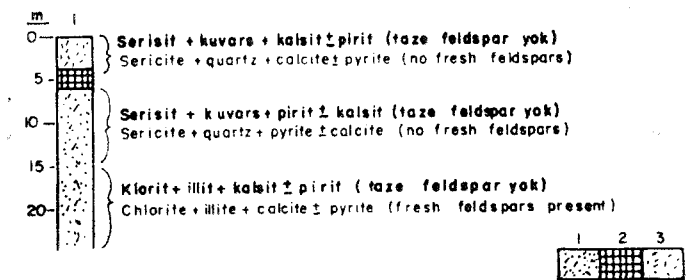 m
1
0
Serisit + kuvars + kalsit ± pirit (taze feldspar yok)
Sericite + quartz + calcite ± pyrite (no fresh feldspars)
5
Serisit + kuvars + pirit ± kalsit (taze feldspar yok)
10
Sericite + quartz + pyrite ± calcite (no fresh feldspars)
15
Klorit + illit + kalsit ± pirit ( taze feldspar yok)
20
Chlorite + illite + calcite ± pyrite (fresh feldspars present)
1 2 3